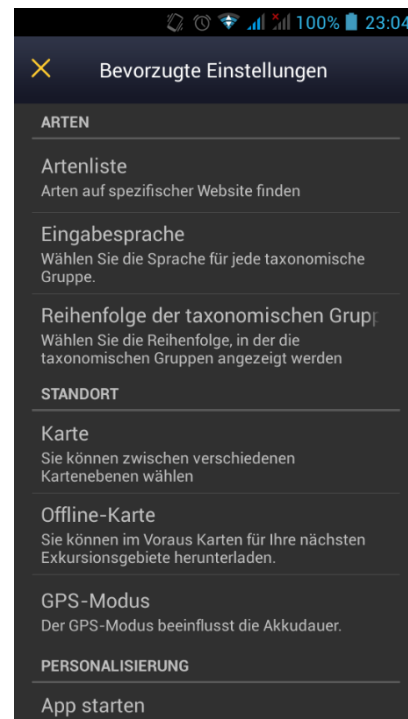 100% 23:04
Bevorzugte Einstellungen
ARTEN
Artenliste
Arten auf spezifischer Website finden
Eingabesprache
Wählen Sie die Sprache für jede taxonomische
Gruppe.
Reihenfolge der taxonomischen Grupp
Wählen Sie die Reihenfolge, in der die
taxonomischen Gruppen angezeigt werden
STANDORT
Karte
Sie können zwischen verschiedenen
Kartenebenen wählen
Offline-Karte
Sie können im Voraus Karten für Ihre nächsten
Exkursionsgebiete herunterladen.
GPS-Modus
Der GPS-Modus beeinflusst die Akkudauer.
PERSONALISIERUNG
App starten